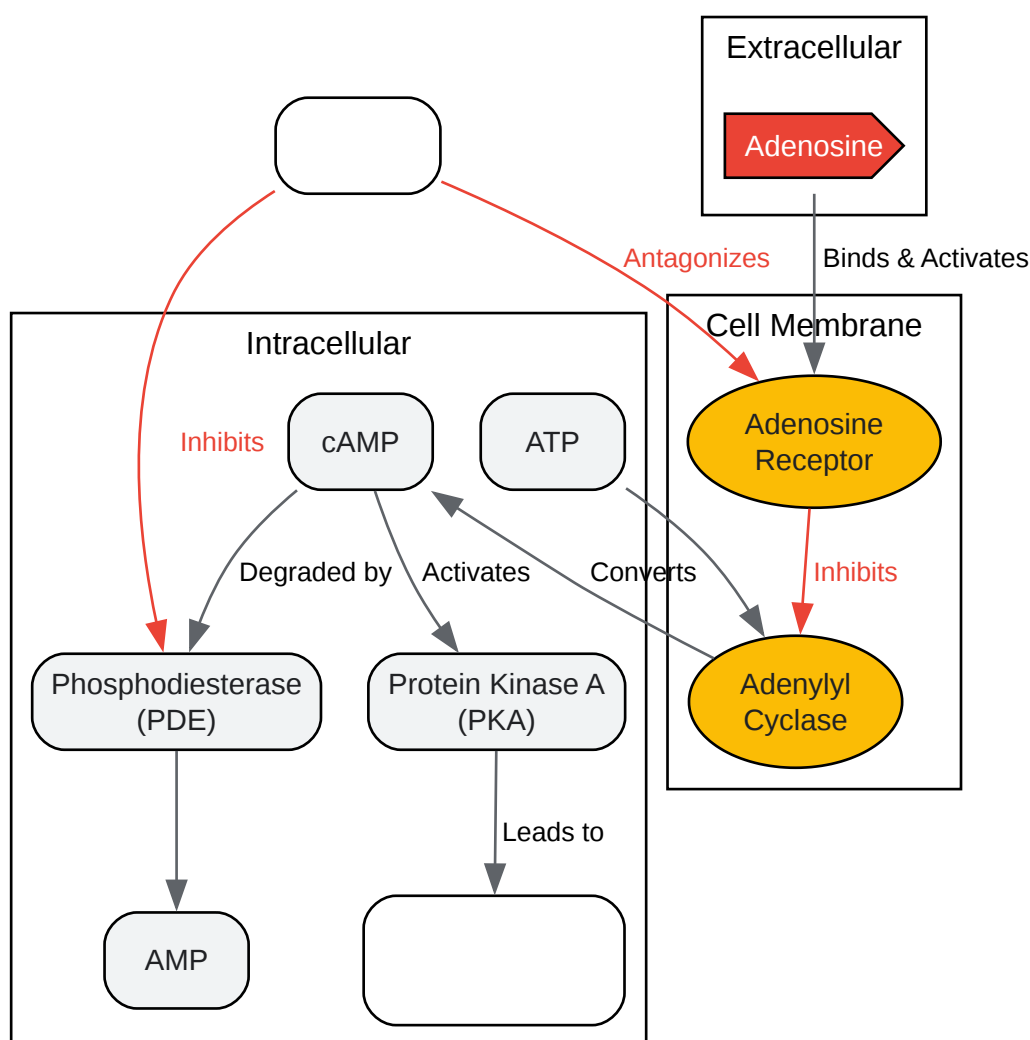 Extracellular
Adenosine
Antagonizes
Binds & Activates
Cell Membrane
Intracellular
Adenosine
Receptor
Inhibits
cAMP
ATP
Degraded by
Activates
Converts
Inhibits
Phosphodiesterase
(PDE)
Protein Kinase A
(PKA)
Adenylyl
Cyclase
Leads to
AMP